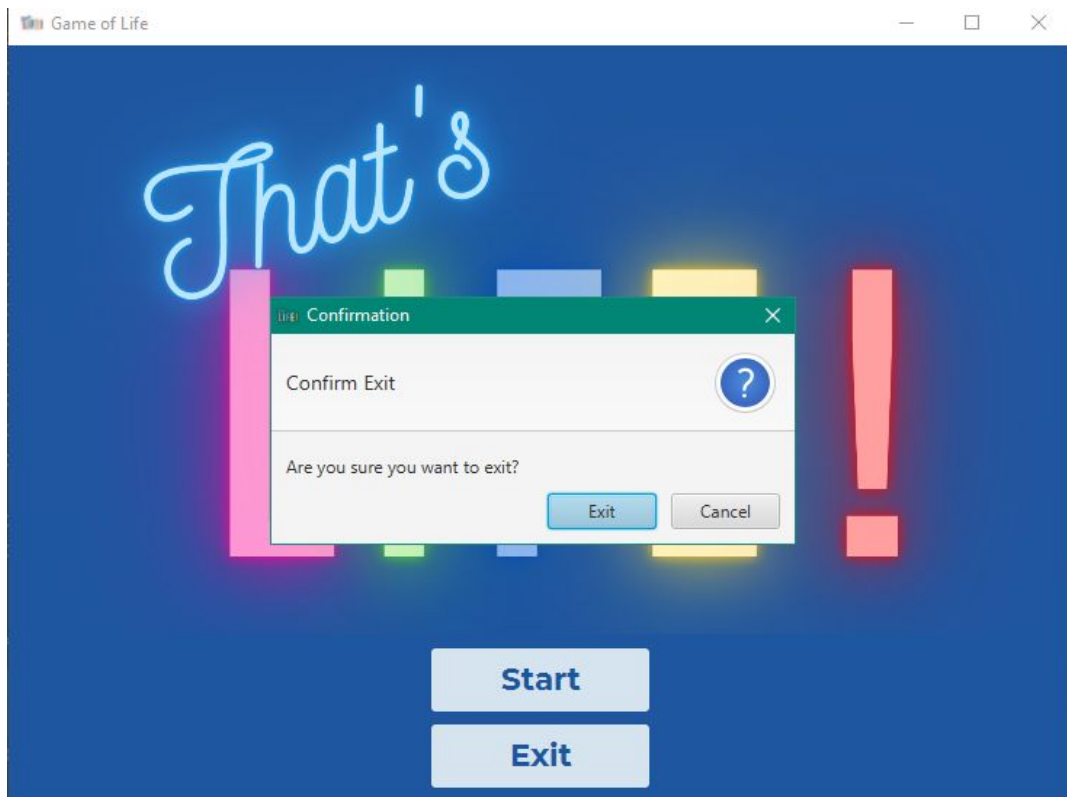 Game of Life
That's
Confirmation
Confirm Exit
?
Are you sure you want to exit?
Exit
Cancel
!
Start
Exit